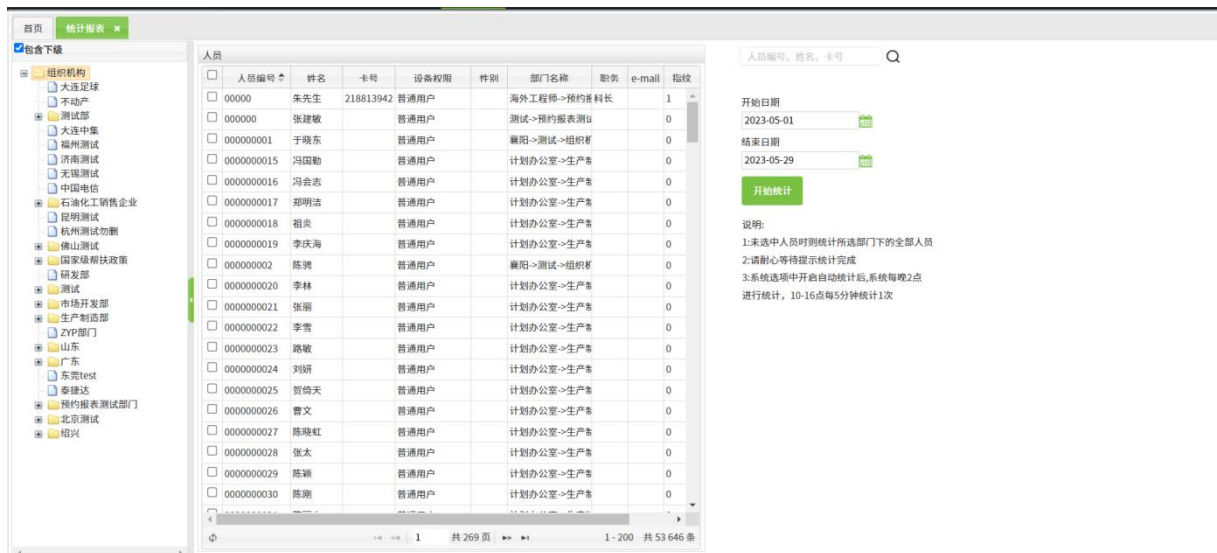 首页 统计报表 ×
包含下级
组织机构
大连足球
不动产
测试部
大连中集
福州测试
济南测试
无锡测试
中国电信
石油化工销售企业
昆明测试
杭州测试勿删
佛山测试
国家级帮扶政策
研发部
测试
市场开发部
生产制造部
ZYP部门
山东
广东
东莞test
泰捷达
预约报表测试部门
北京测试
绍兴
人员
人员编号 姓名 卡号 设备权限 性别 部门名称 职务 e-mail 指纹
00000 朱先生 218813942 普通用户 海外工程师->预约报 科长 1
000000 张建敏 普通用户 测试->预约报表测试 0
000000001 于晓东 普通用户 襄阳->测试->组织机 0
0000000015 冯国勤 普通用户 计划办公室->生产制 0
0000000016 冯会志 普通用户 计划办公室->生产制 0
0000000017 郑明洁 普通用户 计划办公室->生产制 0
0000000018 祖炎 普通用户 计划办公室->生产制 0
0000000019 李庆海 普通用户 计划办公室->生产制 0
000000002 陈骋 普通用户 襄阳->测试->组织机 0
0000000020 李林 普通用户 计划办公室->生产制 0
0000000021 张丽 普通用户 计划办公室->生产制 0
0000000022 李雪 普通用户 计划办公室->生产制 0
0000000023 路敏 普通用户 计划办公室->生产制 0
0000000024 刘妍 普通用户 计划办公室->生产制 0
0000000025 贺倚天 普通用户 计划办公室->生产制 0
0000000026 曹文 普通用户 计划办公室->生产制 0
0000000027 陈晓虹 普通用户 计划办公室->生产制 0
0000000028 张太 普通用户 计划办公室->生产制 0
0000000029 陈颖 普通用户 计划办公室->生产制 0
0000000030 陈刚 普通用户 计划办公室->生产制 0
1 共 269 页 1 - 200 共 53 646 条
人员编号、姓名、卡号
开始日期
2023-05-01
结束日期
2023-05-29
开始统计
说明:
1:未选中人员时则统计所选部门下的全部人员
2:请耐心等待提示统计完成
3:系统选项中开启自动统计后,系统每晚2点
进行统计，10-16点每5分钟统计1次